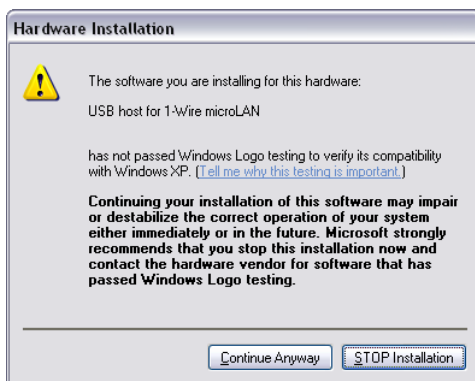 Hardware Installation
The software you are installing for this hardware:
USB host for 1-Wire microLAN
has not passed Windows Logo testing to verify its compatibility
with Windows XP. (Tell me why this testing is important.)
Continuing your installation of this software may impair
or destabilize the correct operation of your system
either immediately or in the future. Microsoft strongly
recommends that you stop this installation now and
contact the hardware vendor for software that has
passed Windows Logo testing.
Continue Anyway
STOP Installation